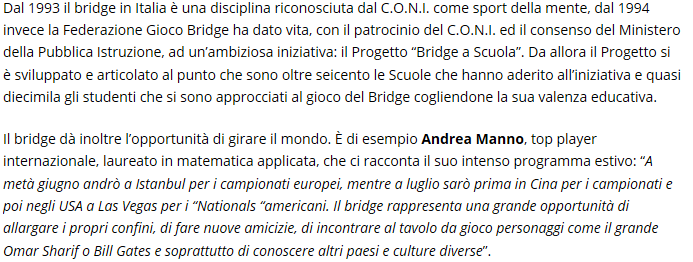 Dal 1993 il bridge in Italia è una disciplina riconosciuta dal C.O.N.I. come sport della mente, dal 1994
invece la Federazione Gioco Bridge ha dato vita, con il patrocinio del C.O.N.I. ed il consenso del Ministero
della Pubblica Istruzione, ad un’ambiziosa iniziativa: il Progetto “Bridge a Scuola”. Da allora il Progetto si
è sviluppato e articolato al punto che sono oltre seicento le Scuole che hanno aderito all’iniziativa e quasi
diecimila gli studenti che si sono approcciati al gioco del Bridge cogliendone la sua valenza educativa.
Il bridge dà inoltre l’opportunità di girare il mondo. È di esempio Andrea Manno, top player
internazionale, laureato in matematica applicata, che ci racconta il suo intenso programma estivo: “A
metà giugno andrò a Istanbul per i campionati europei, mentre a luglio sarò prima in Cina per i campionati e
poi negli USA a Las Vegas per i “Nationals “americani. Il bridge rappresenta una grande opportunità di
allargare i propri confini, di fare nuove amicizie, di incontrare al tavolo da gioco personaggi come il grande
Omar Sharif o Bill Gates e soprattutto di conoscere altri paesi e culture diverse”.